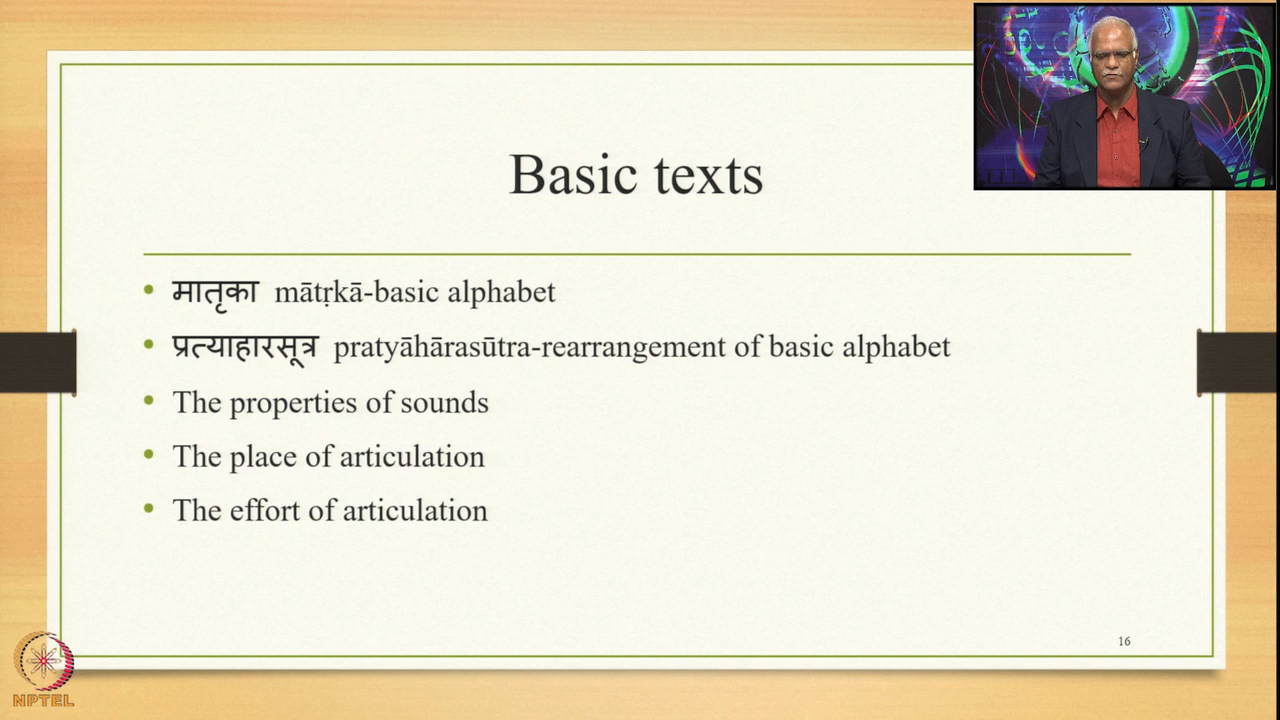 Basic texts
• मातृका mātṛkā-basic alphabet
• प्रत्याहारसूत्र pratyāhārasūtra-rearrangement of basic alphabet
• The properties of sounds
• The place of articulation
• The effort of articulation
16
NPTEL